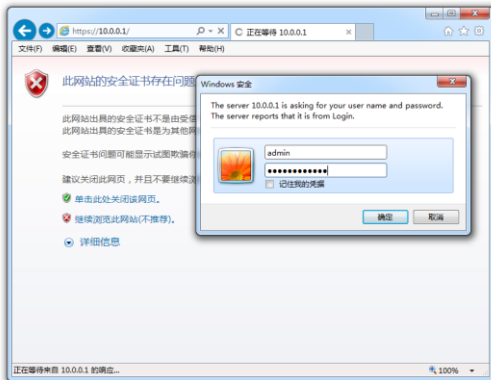 https://10.0.0.1/
正在等待 10.0.0.1
文件(F) 编辑(E) 查看(V) 收藏夹(A) 工具(T) 帮助(H)
此网站的安全证书存在问题
Windows 安全
The server 10.0.0.1 is asking for your user name and password.
The server reports that it is from Login.
此网站出具的安全证书不是由受信
此网站出具的安全证书是为其他网
安全证书问题可能显示试图欺骗你
建议关闭此网页，并且不要继续浏
admin
记住我的凭据
单击此处关闭该网页。
继续浏览此网站(不推荐)。
确定 取消
详细信息
正在等待来自 10.0.0.1 的响应...
100%